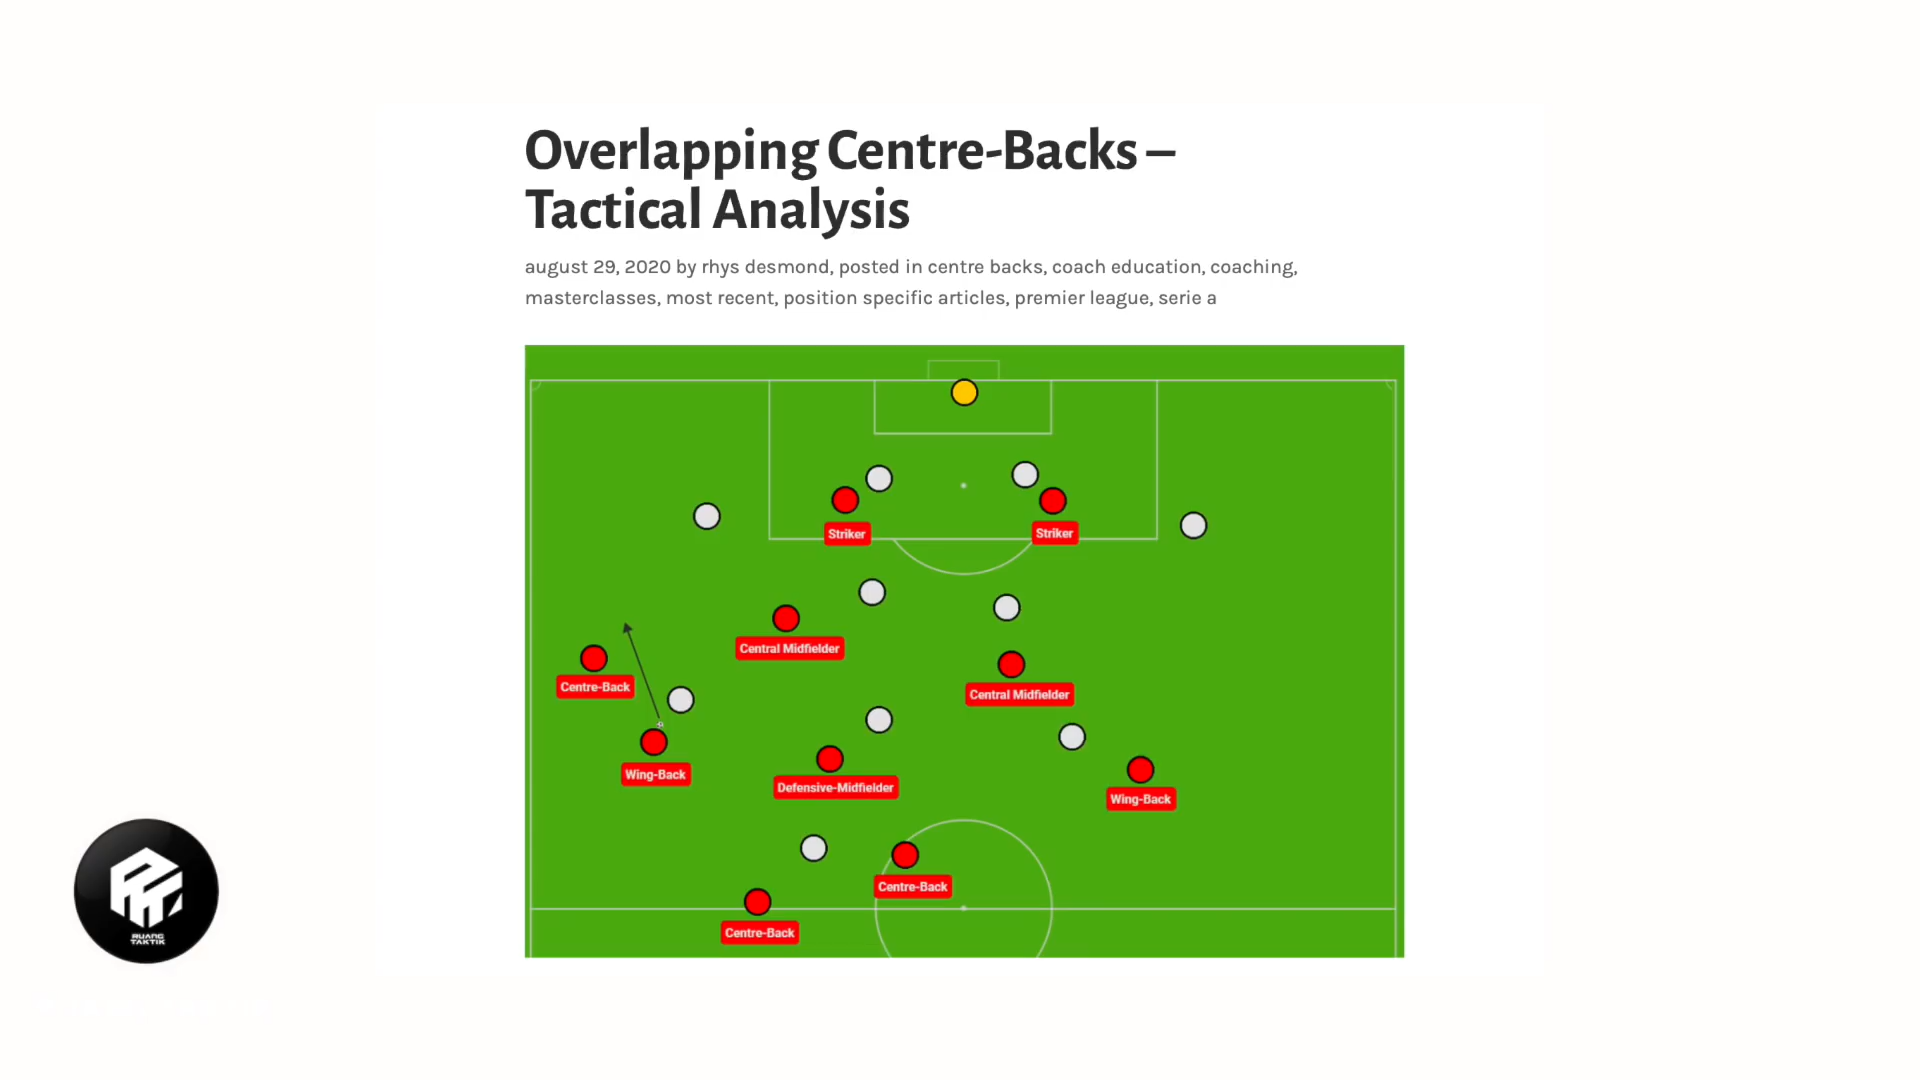 Overlapping Centre-Backs –
Tactical Analysis
august 29, 2020 by rhys desmond, posted in centre backs, coach education, coaching,
masterclasses, most recent, position specific articles, premier league, serie a
Striker
Striker
Central Midfielder
Centre-Back
Central Midfielder
Wing-Back
Defensive-Midfielder
Wing-Back
Centre-Back
Centre-Back
RUANG
TAKTIK